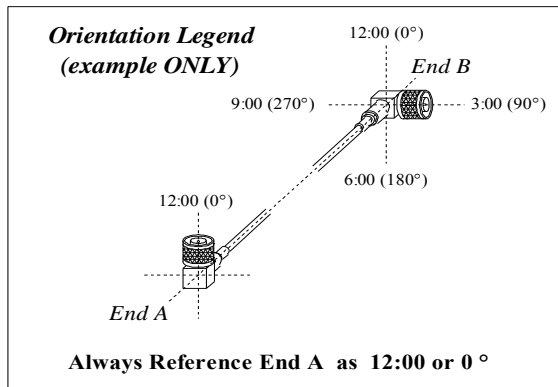 Orientation Legend
(example ONLY)
12:00 (0°)
End B
9:00 (270°)
3:00 (90°)
6:00 (180°)
12:00 (0°)
End A
Always Reference End A as 12:00 or 0 °